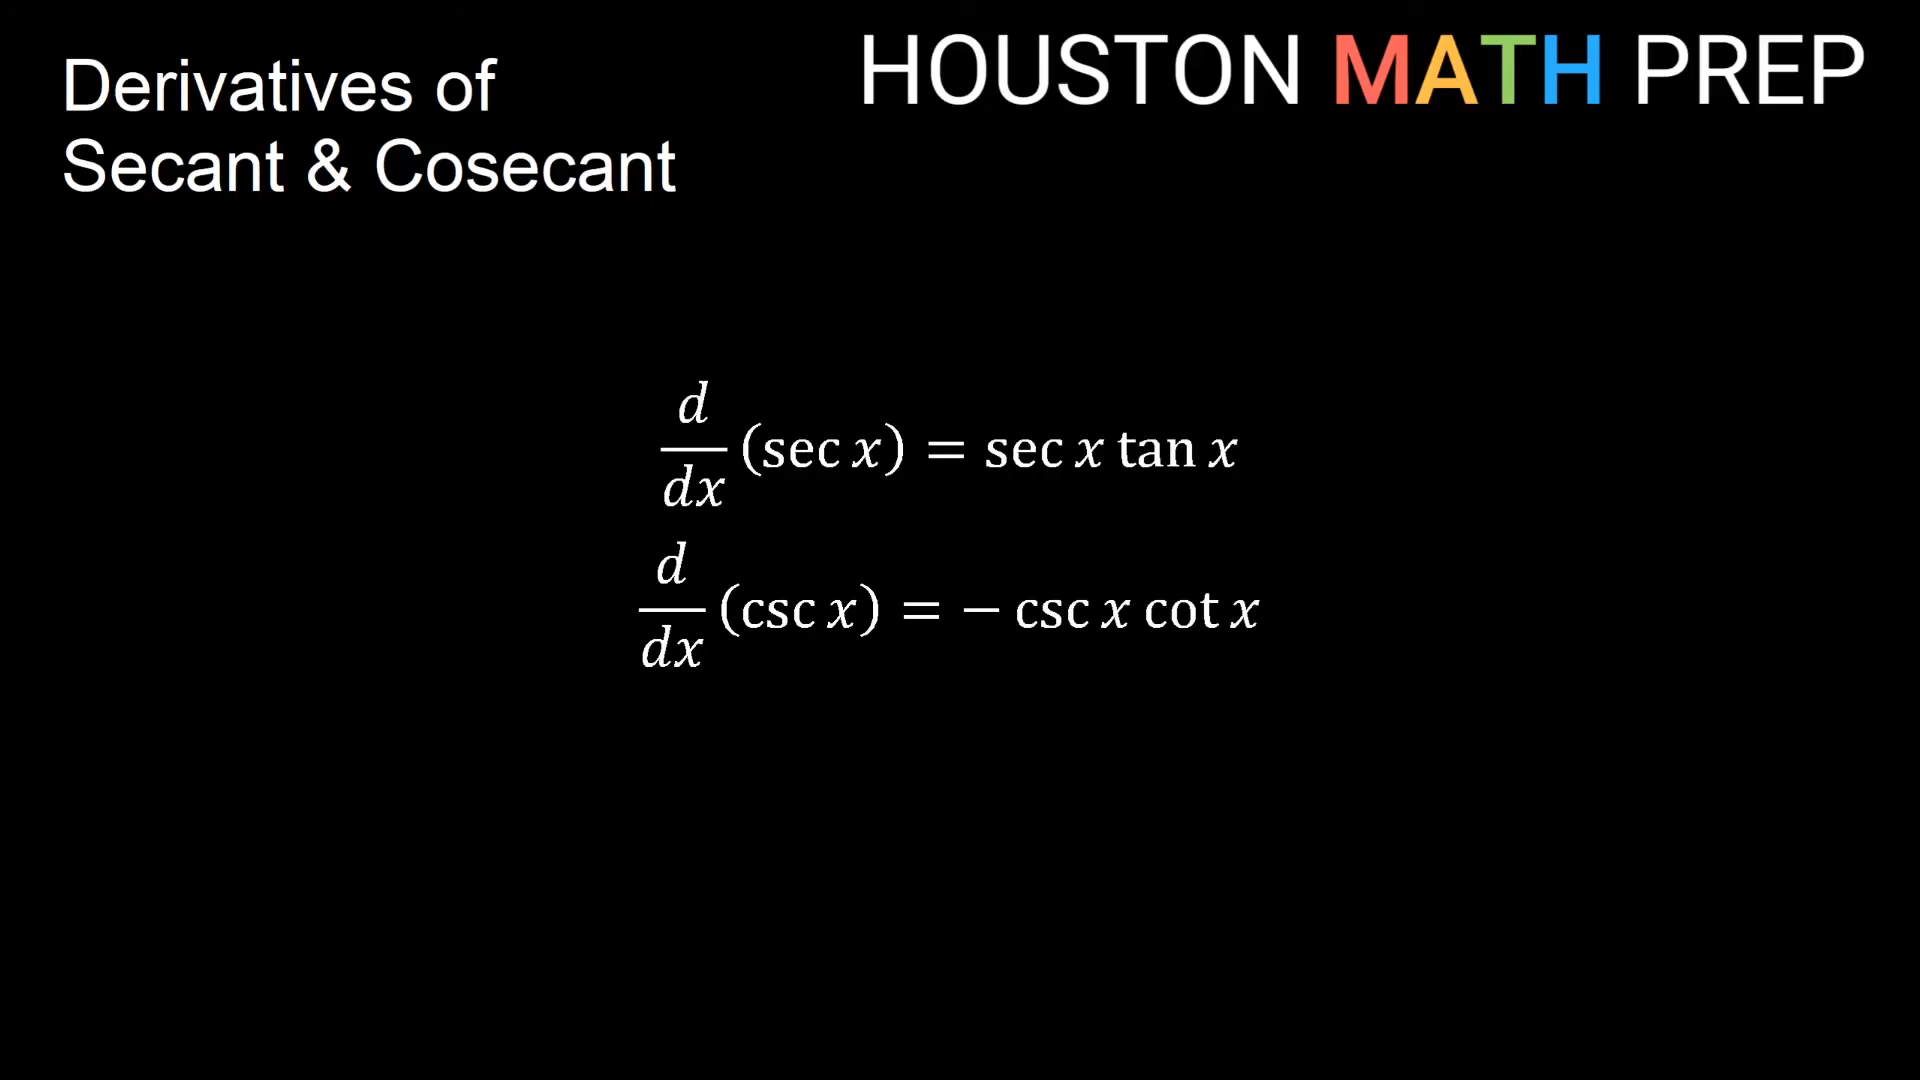 Derivatives of
Secant & Cosecant
HOUSTON MATH PREP
d/dx (sec x) = sec x tan x
d/dx (csc x) = − csc x cot x